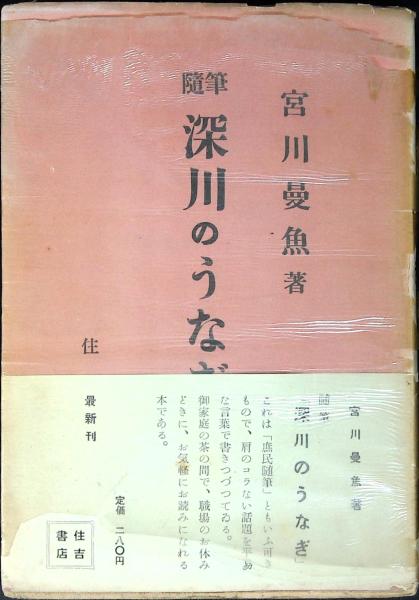 宮川曼魚著
隨筆
深川のうなぎ
住
宮川曼魚著
隨筆
「深川のうなぎ」
これは「庶民随筆」ともいふ可き
もので、肩のコラない話題を平易
な言葉で書きつづつてゐる。
御家庭の茶の間で、職場のお休み
どきに、お気軽にお読みになれる
本である。
定価 二八〇円
最新刊
住吉
書店